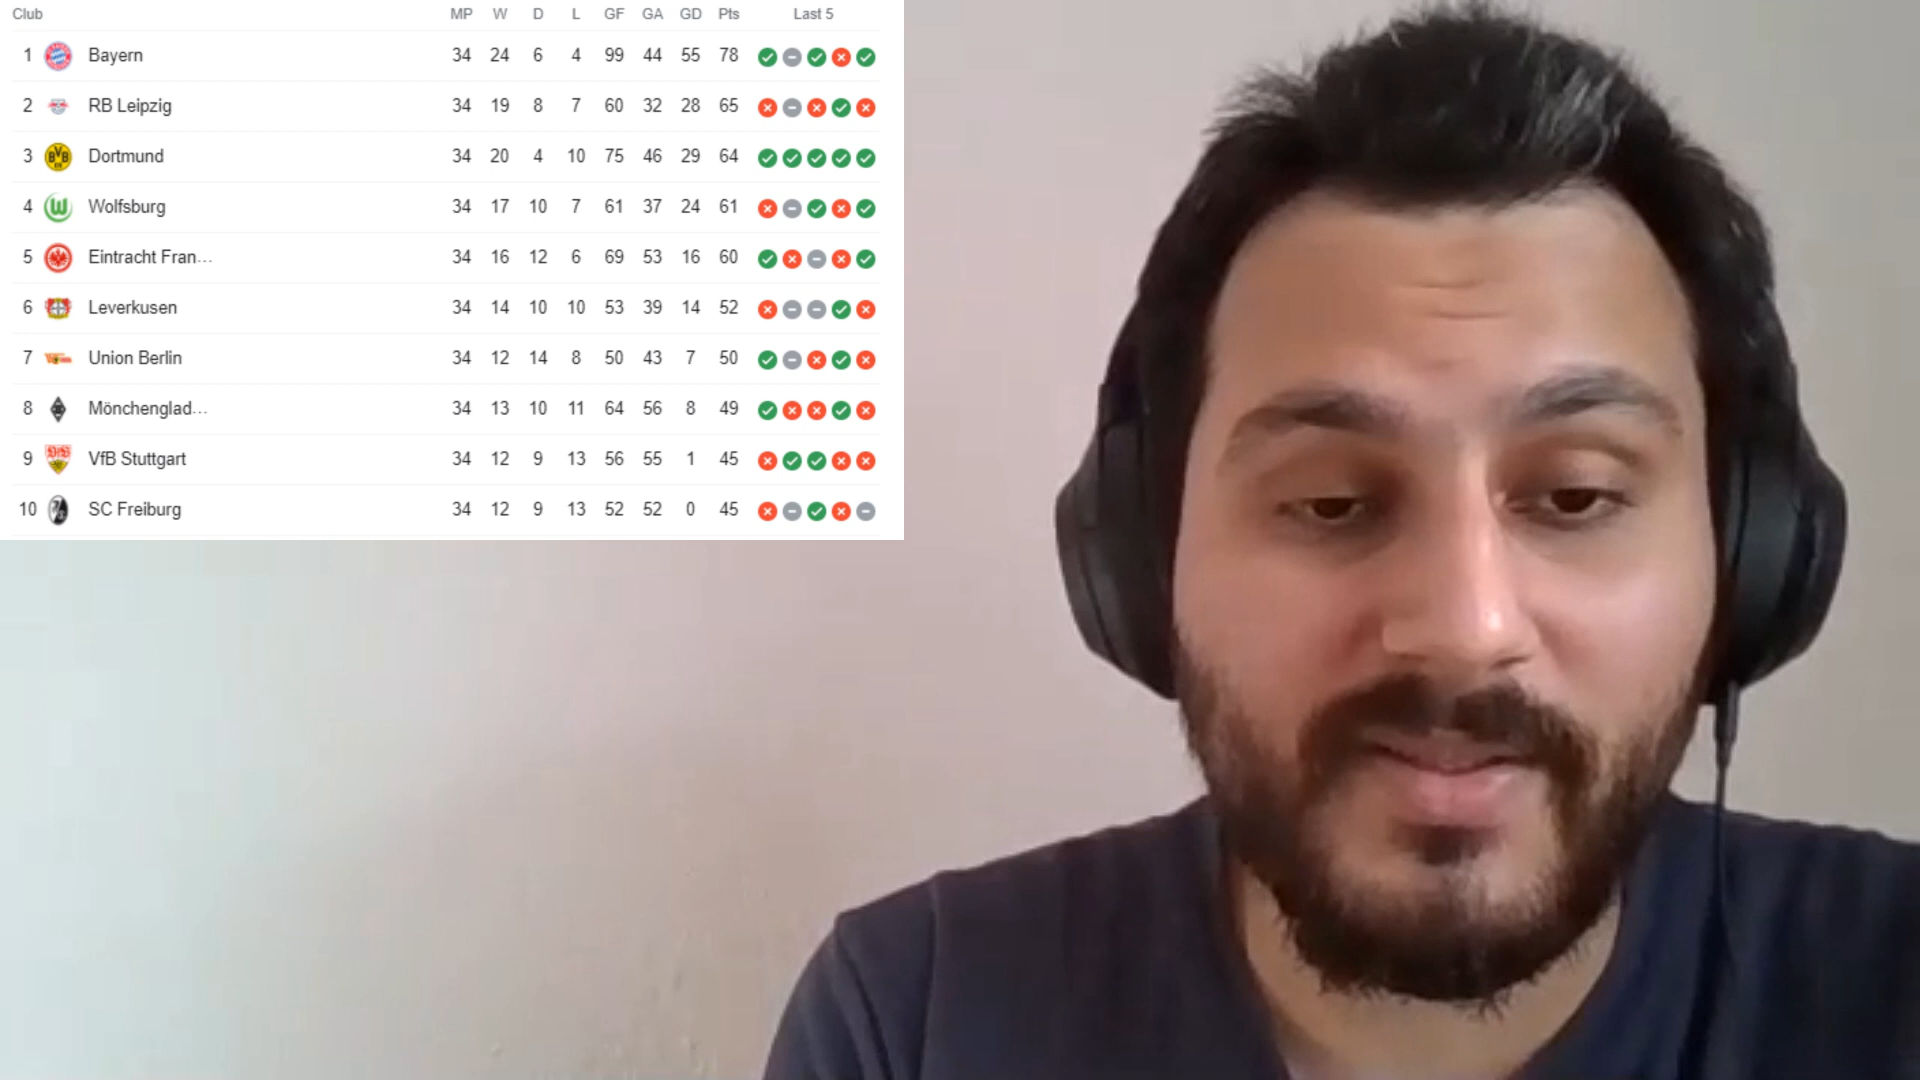 Club MP W D L GF GA GD Pts Last 5
1 Bayern 34 24 6 4 99 44 55 78
2 RB Leipzig 34 19 8 7 60 32 28 65
3 Dortmund 34 20 4 10 75 46 29 64
4 Wolfsburg 34 17 10 7 61 37 24 61
5 Eintracht Fran... 34 16 12 6 69 53 16 60
6 Leverkusen 34 14 10 10 53 39 14 52
7 Union Berlin 34 12 14 8 50 43 7 50
8 Mönchenglad... 34 13 10 11 64 56 8 49
9 VfB Stuttgart 34 12 9 13 56 55 1 45
10 SC Freiburg 34 12 9 13 52 52 0 45